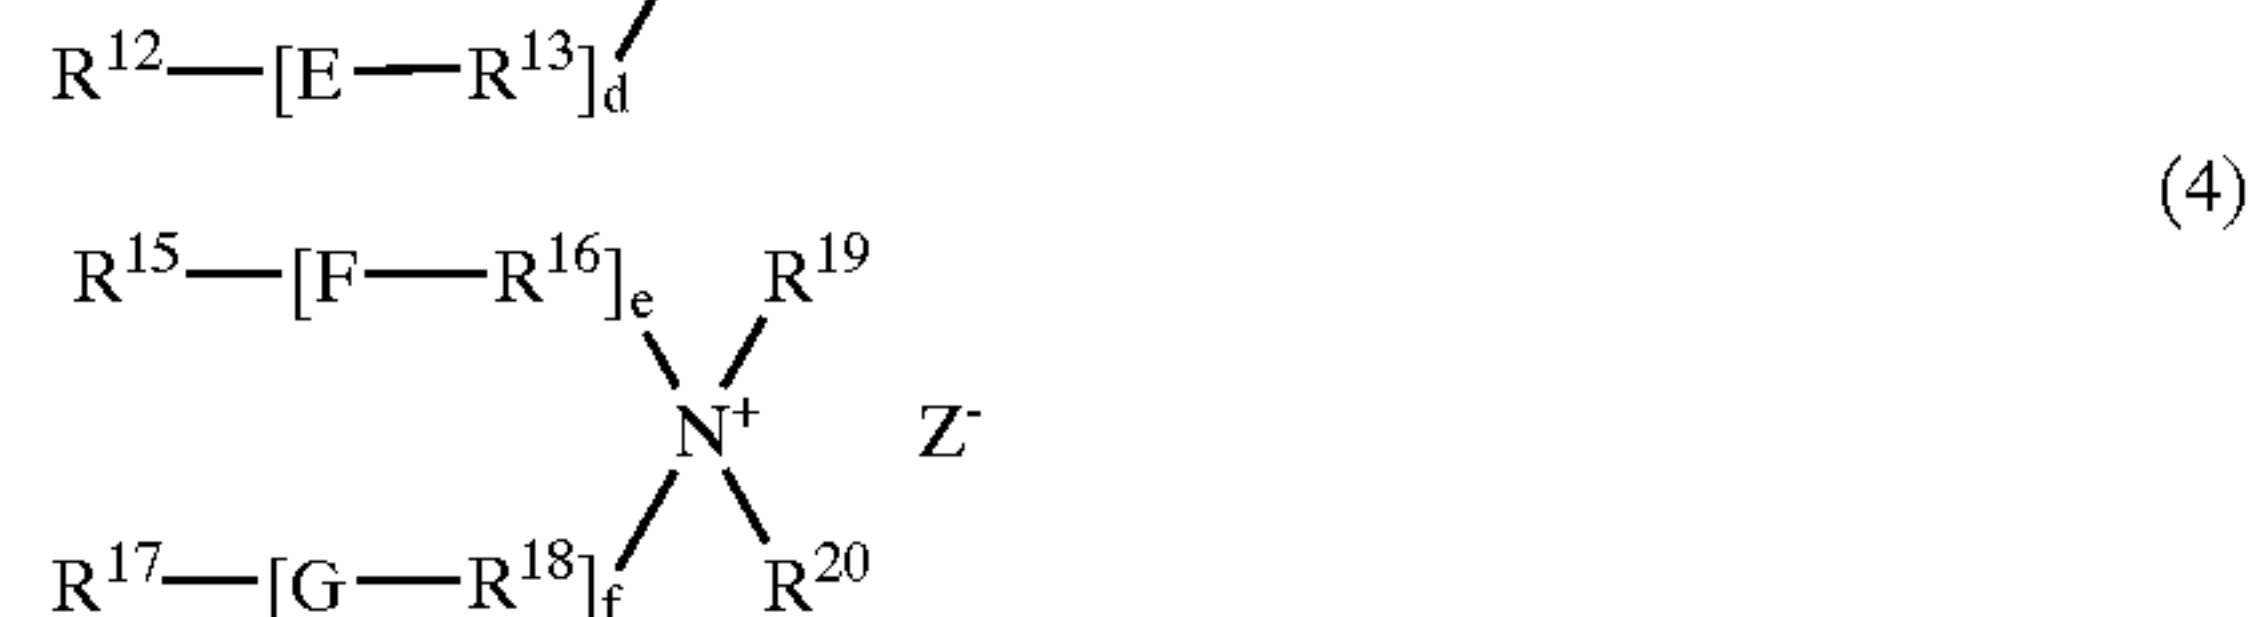 R12—[E—R13]d
(4)
R15—[F—R16]e R19
N+ Z-
R17—[G—R18]f R20